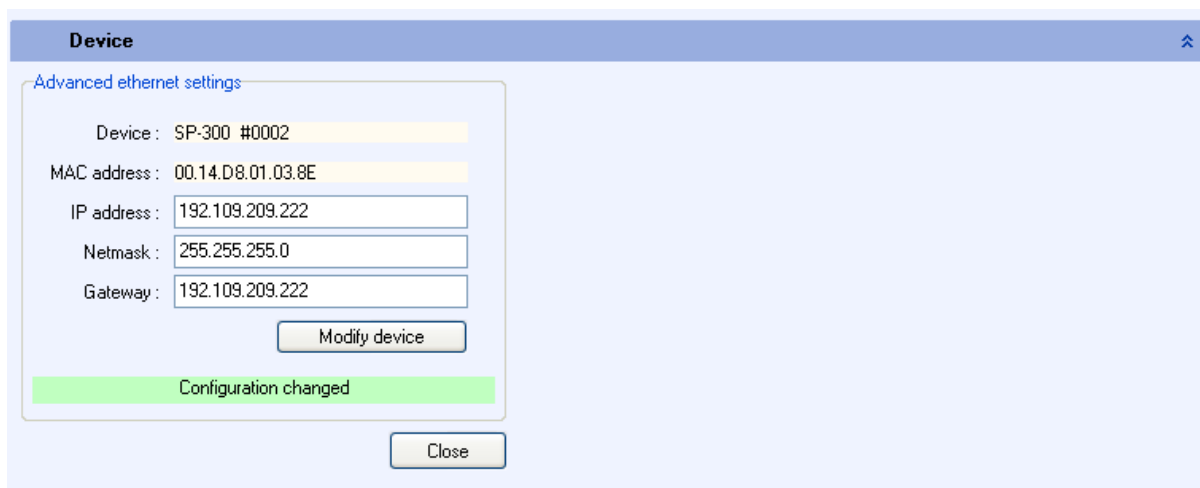 Device
Advanced ethernet settings
Device : SP-300 #0002
MAC address : 00.14.D8.01.03.8E
IP address : 192.109.209.222
Netmask : 255.255.255.0
Gateway : 192.109.209.222
Modify device
Configuration changed
Close